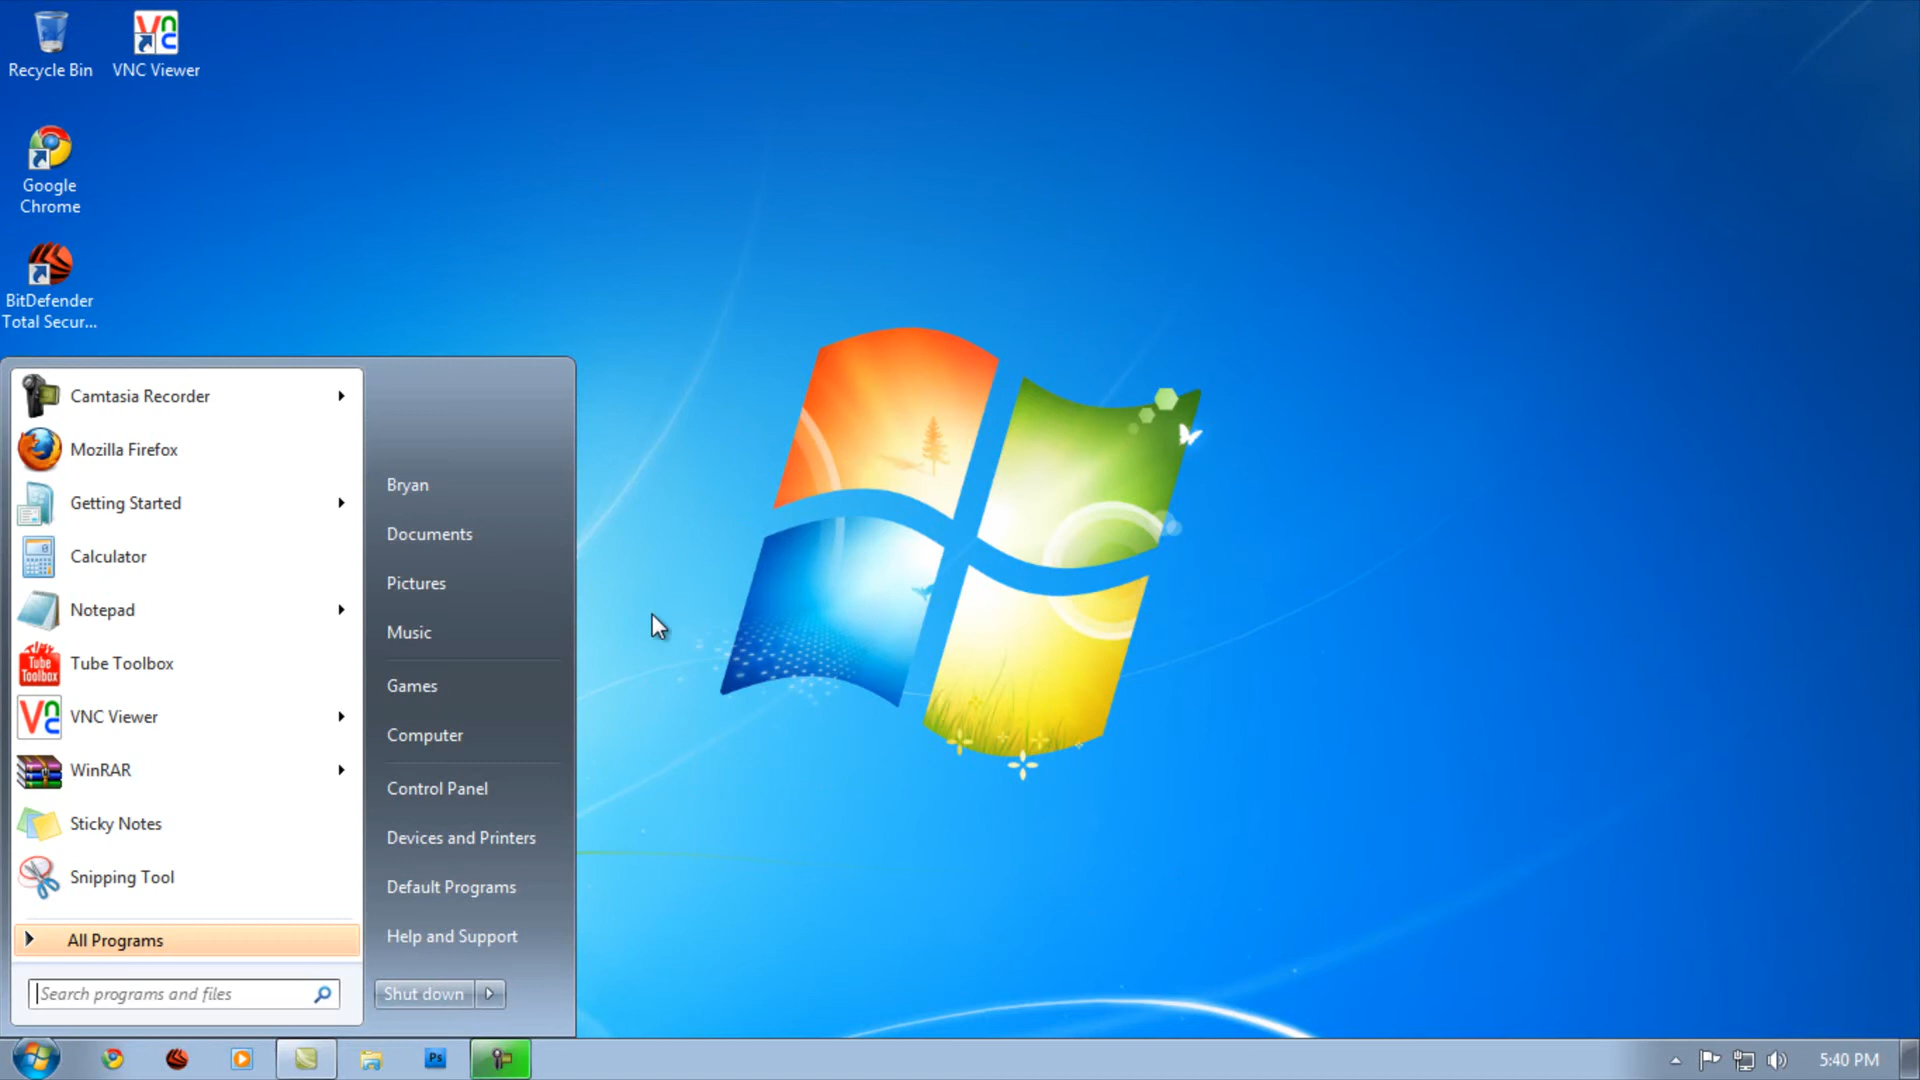 Recycle Bin
VNC Viewer
Google
Chrome
BitDefender
Total Secur...
Camtasia Recorder
Mozilla Firefox
Getting Started
Calculator
Notepad
Tube Toolbox
VNC Viewer
WinRAR
Sticky Notes
Snipping Tool
All Programs
Search programs and files
Bryan
Documents
Pictures
Music
Games
Computer
Control Panel
Devices and Printers
Default Programs
Help and Support
Shut down
Ps
5:40 PM